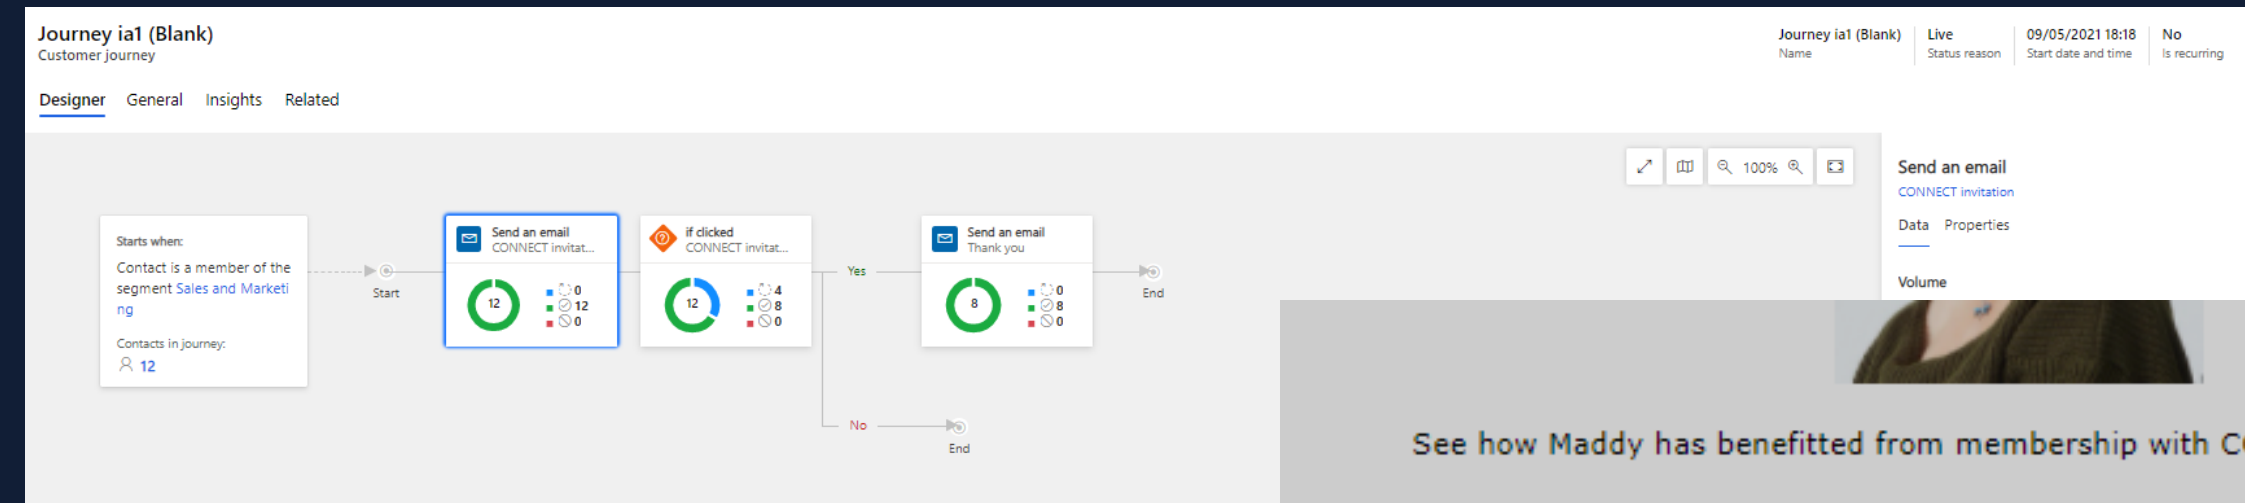 Journey ia1 (Blank)
Customer journey
Journey ia1 (Blank)
Name
Live
Status reason
09/05/2021 18:18
Start date and time
No
Is recurring
Designer General Insights Related
100%
Starts when:
Contact is a member of the
segment Sales and Marketi
ng
Contacts in journey:
12
Start
Send an email
CONNECT invitat...
12
0
12
0
if clicked
CONNECT invitat...
12
4
8
0
Yes
Send an email
Thank you
8
0
8
0
End
No
End
Send an email
CONNECT invitation
Data Properties
Volume
See how Maddy has benefitted from membership with